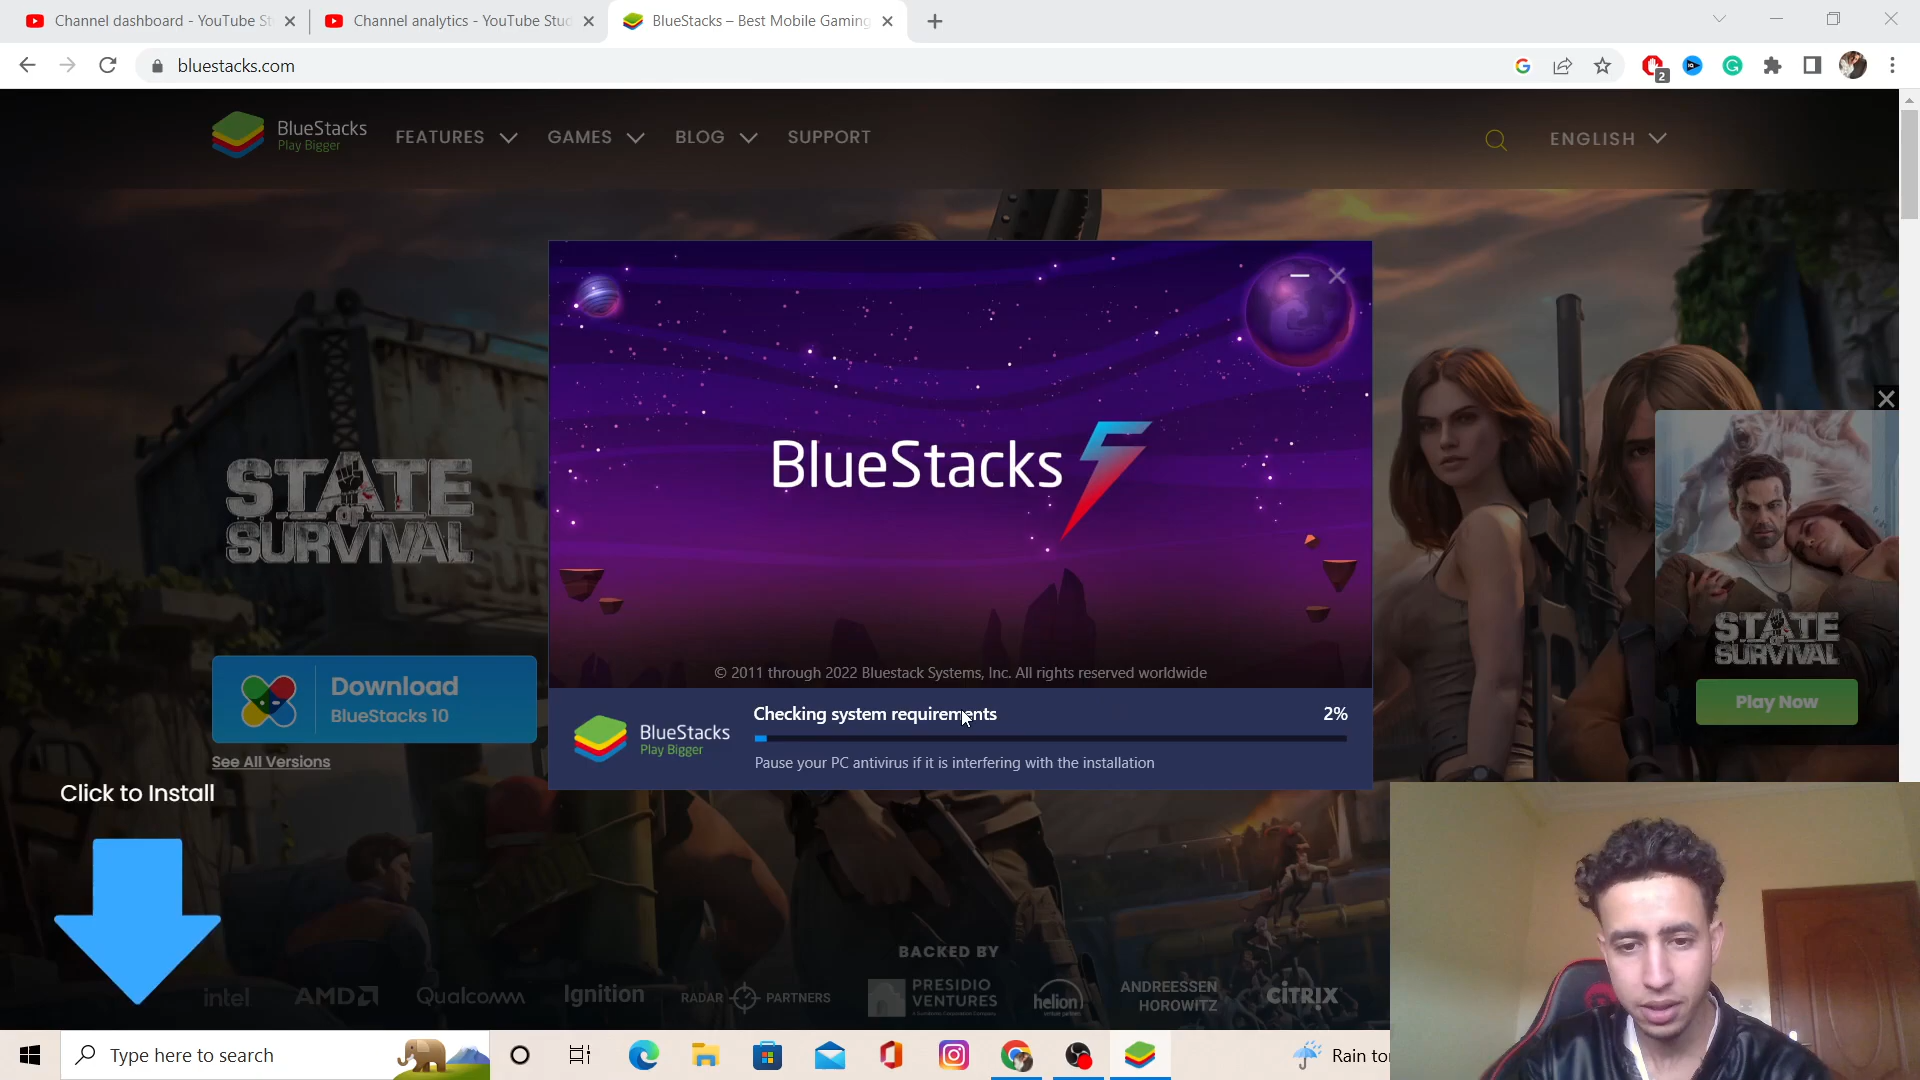 Channel dashboard - YouTube St
Channel analytics - YouTube Stud
BlueStacks – Best Mobile Gaming
bluestacks.com
2
BlueStacks
Play Bigger
FEATURES
GAMES
BLOG
SUPPORT
ENGLISH
BlueStacks 5
STATE
OF
SURVIVAL
STATE
OF
SURVIVAL
© 2011 through 2022 Bluestack Systems, Inc. All rights reserved worldwide
Download
BlueStacks 10
Play Now
See All Versions
BlueStacks
Play Bigger
Checking system requirements
2%
Pause your PC antivirus if it is interfering with the installation
Click to Install
BACKED BY
intel
AMD
Qualcomm
Ignition
RADAR PARTNERS
PRESIDIO
VENTURES
helion
ANDREESSEN
HOROWITZ
CITRIX
Type here to search
Rain to